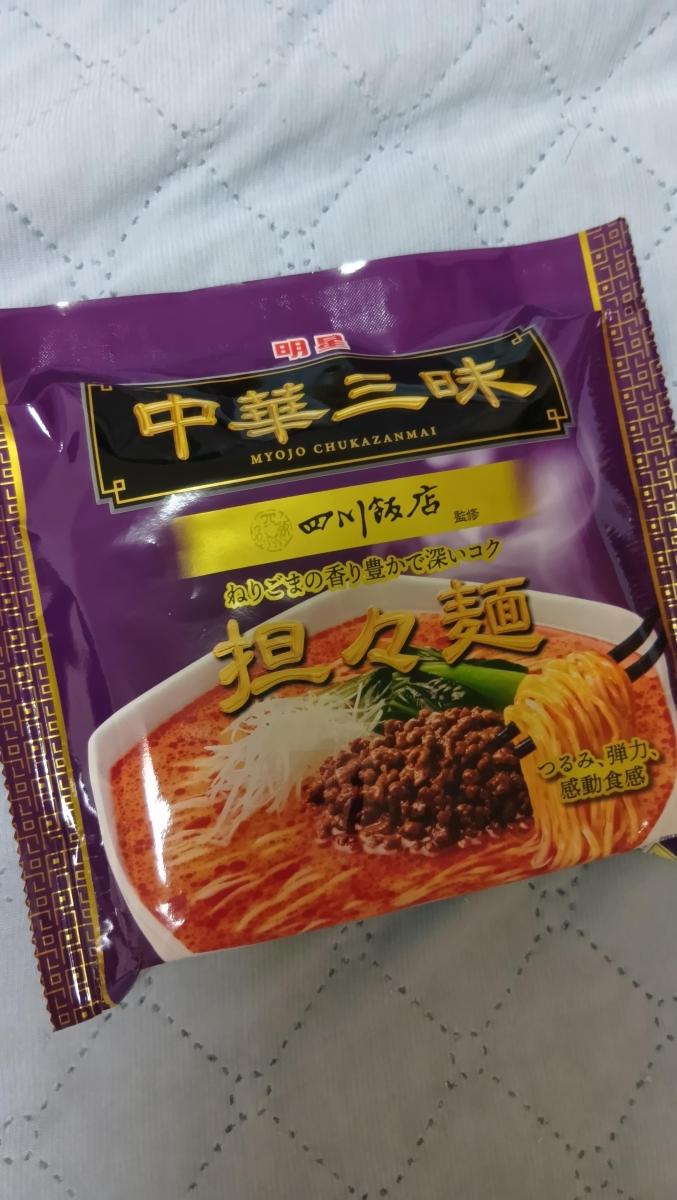 明星
中華三昧
MYOJO CHUKAZANMAI
四川飯店 監修
ねりごまの香り豊かで深いコク
担々麺
つるみ、弾力、
感動食感